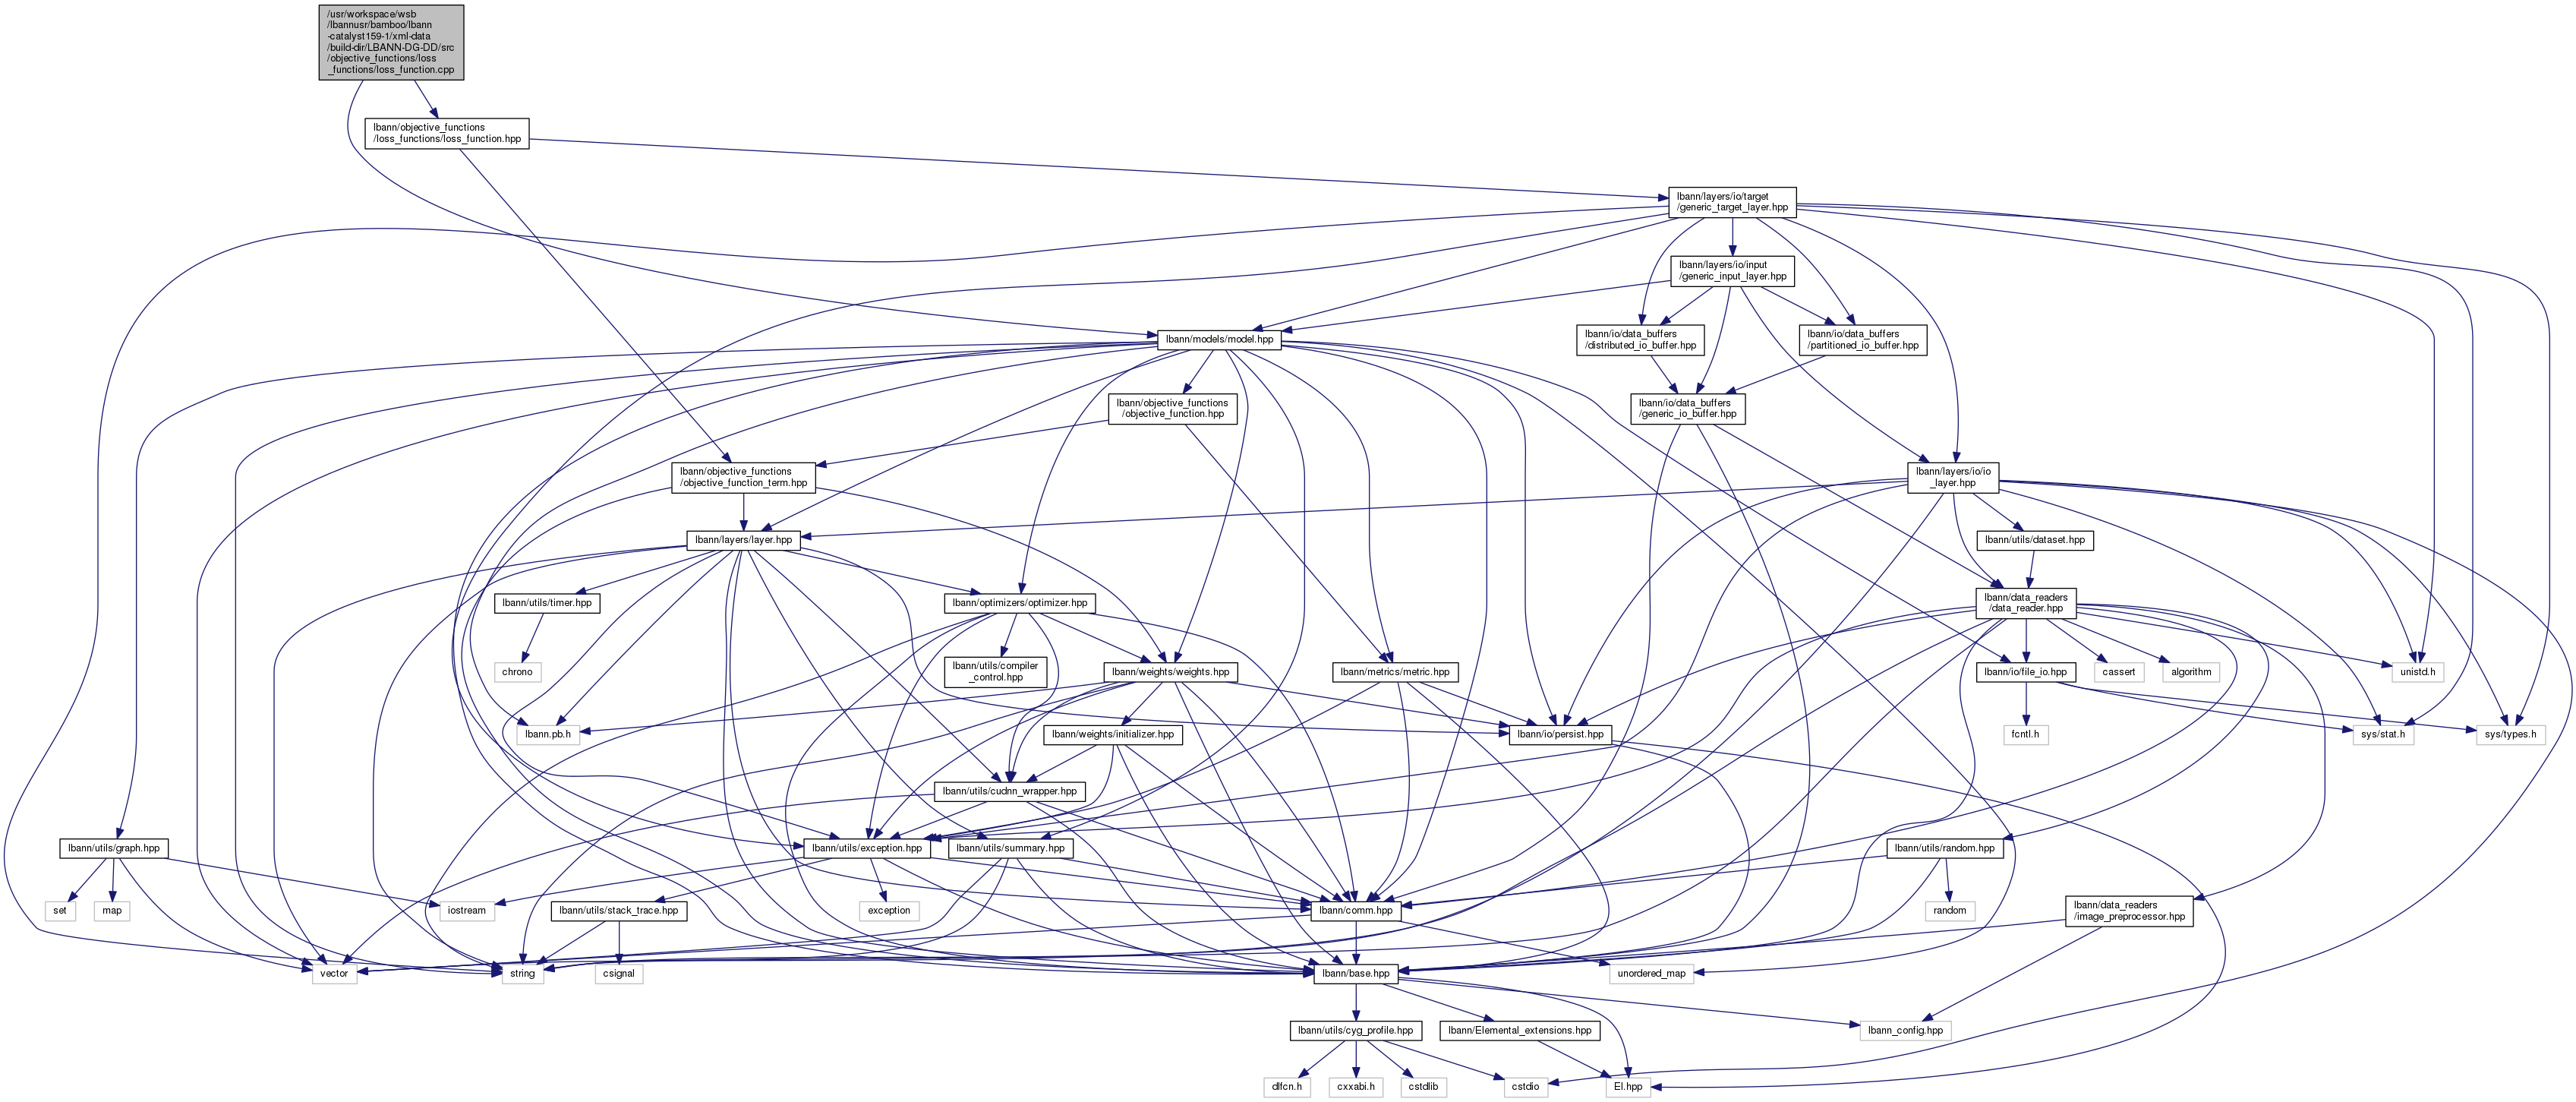 /usr/workspace/wsb
/lbannusr/bamboo/lbann
-catalyst159-1/xml-data
/build-dir/LBANN-DG-DD/src
/objective_functions/loss
_functions/loss_function.cpp
lbann/objective_functions
/loss_functions/loss_function.hpp
lbann/layers/io/target
/generic_target_layer.hpp
lbann/layers/io/input
/generic_input_layer.hpp
lbann/models/model.hpp
lbann/io/data_buffers
/distributed_io_buffer.hpp
lbann/io/data_buffers
/partitioned_io_buffer.hpp
lbann/objective_functions
/objective_function.hpp
lbann/io/data_buffers
/generic_io_buffer.hpp
lbann/objective_functions
/objective_function_term.hpp
lbann/layers/io/io
_layer.hpp
lbann/layers/layer.hpp
lbann/utils/dataset.hpp
lbann/utils/timer.hpp
lbann/optimizers/optimizer.hpp
lbann/data_readers
/data_reader.hpp
chrono
lbann/utils/compiler
_control.hpp
lbann/weights/weights.hpp
lbann/metrics/metric.hpp
lbann/io/file_io.hpp
cassert
algorithm
unistd.h
lbann.pb.h
lbann/weights/initializer.hpp
lbann/io/persist.hpp
fcntl.h
sys/stat.h
sys/types.h
lbann/utils/cudnn_wrapper.hpp
lbann/utils/graph.hpp
lbann/utils/exception.hpp
lbann/utils/summary.hpp
lbann/utils/random.hpp
set
map
iostream
lbann/utils/stack_trace.hpp
exception
lbann/comm.hpp
random
lbann/data_readers
/image_preprocessor.hpp
vector
string
csignal
lbann/base.hpp
unordered_map
lbann/utils/cyg_profile.hpp
lbann/Elemental_extensions.hpp
lbann_config.hpp
dlfcn.h
cxxabi.h
cstdlib
cstdio
El.hpp